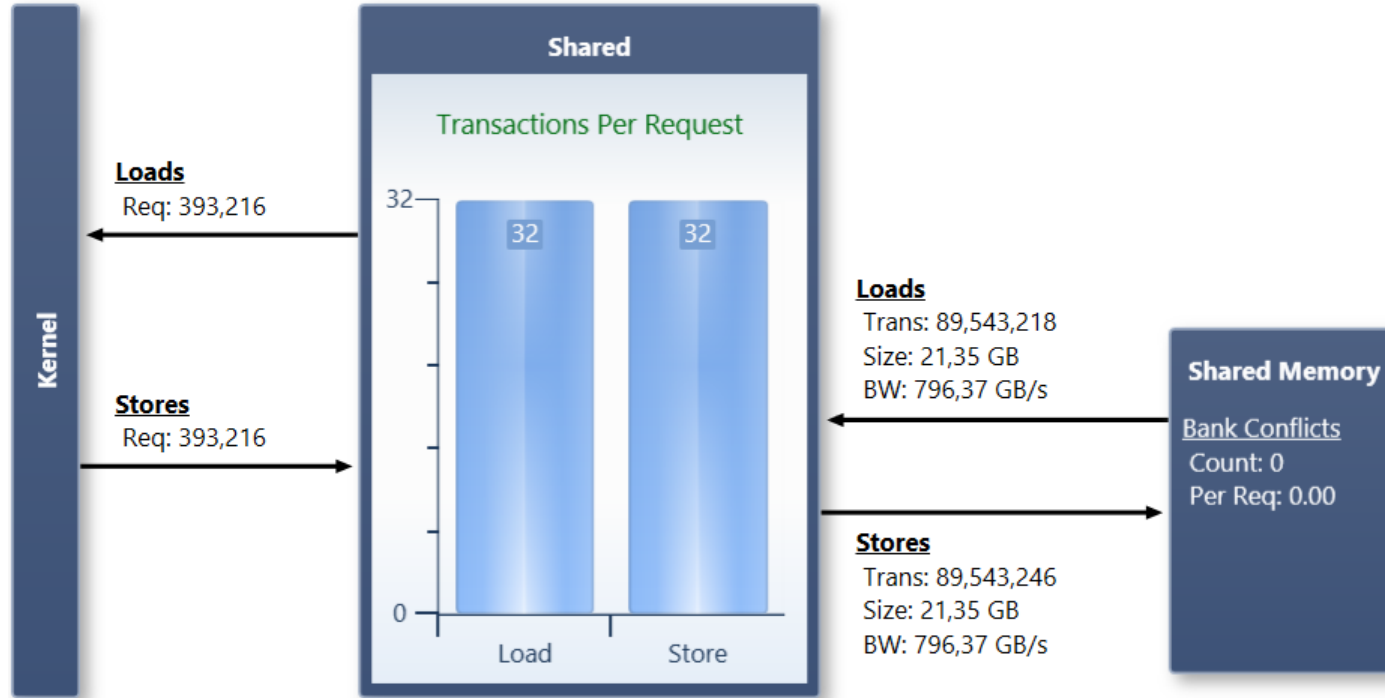 Kernel
Loads
Req: 393,216
Stores
Req: 393,216
Shared
Transactions Per Request
32
32
32
0
Load
Store
Loads
Trans: 89,543,218
Size: 21,35 GB
BW: 796,37 GB/s
Stores
Trans: 89,543,246
Size: 21,35 GB
BW: 796,37 GB/s
Shared Memory
Bank Conflicts
Count: 0
Per Req: 0.00